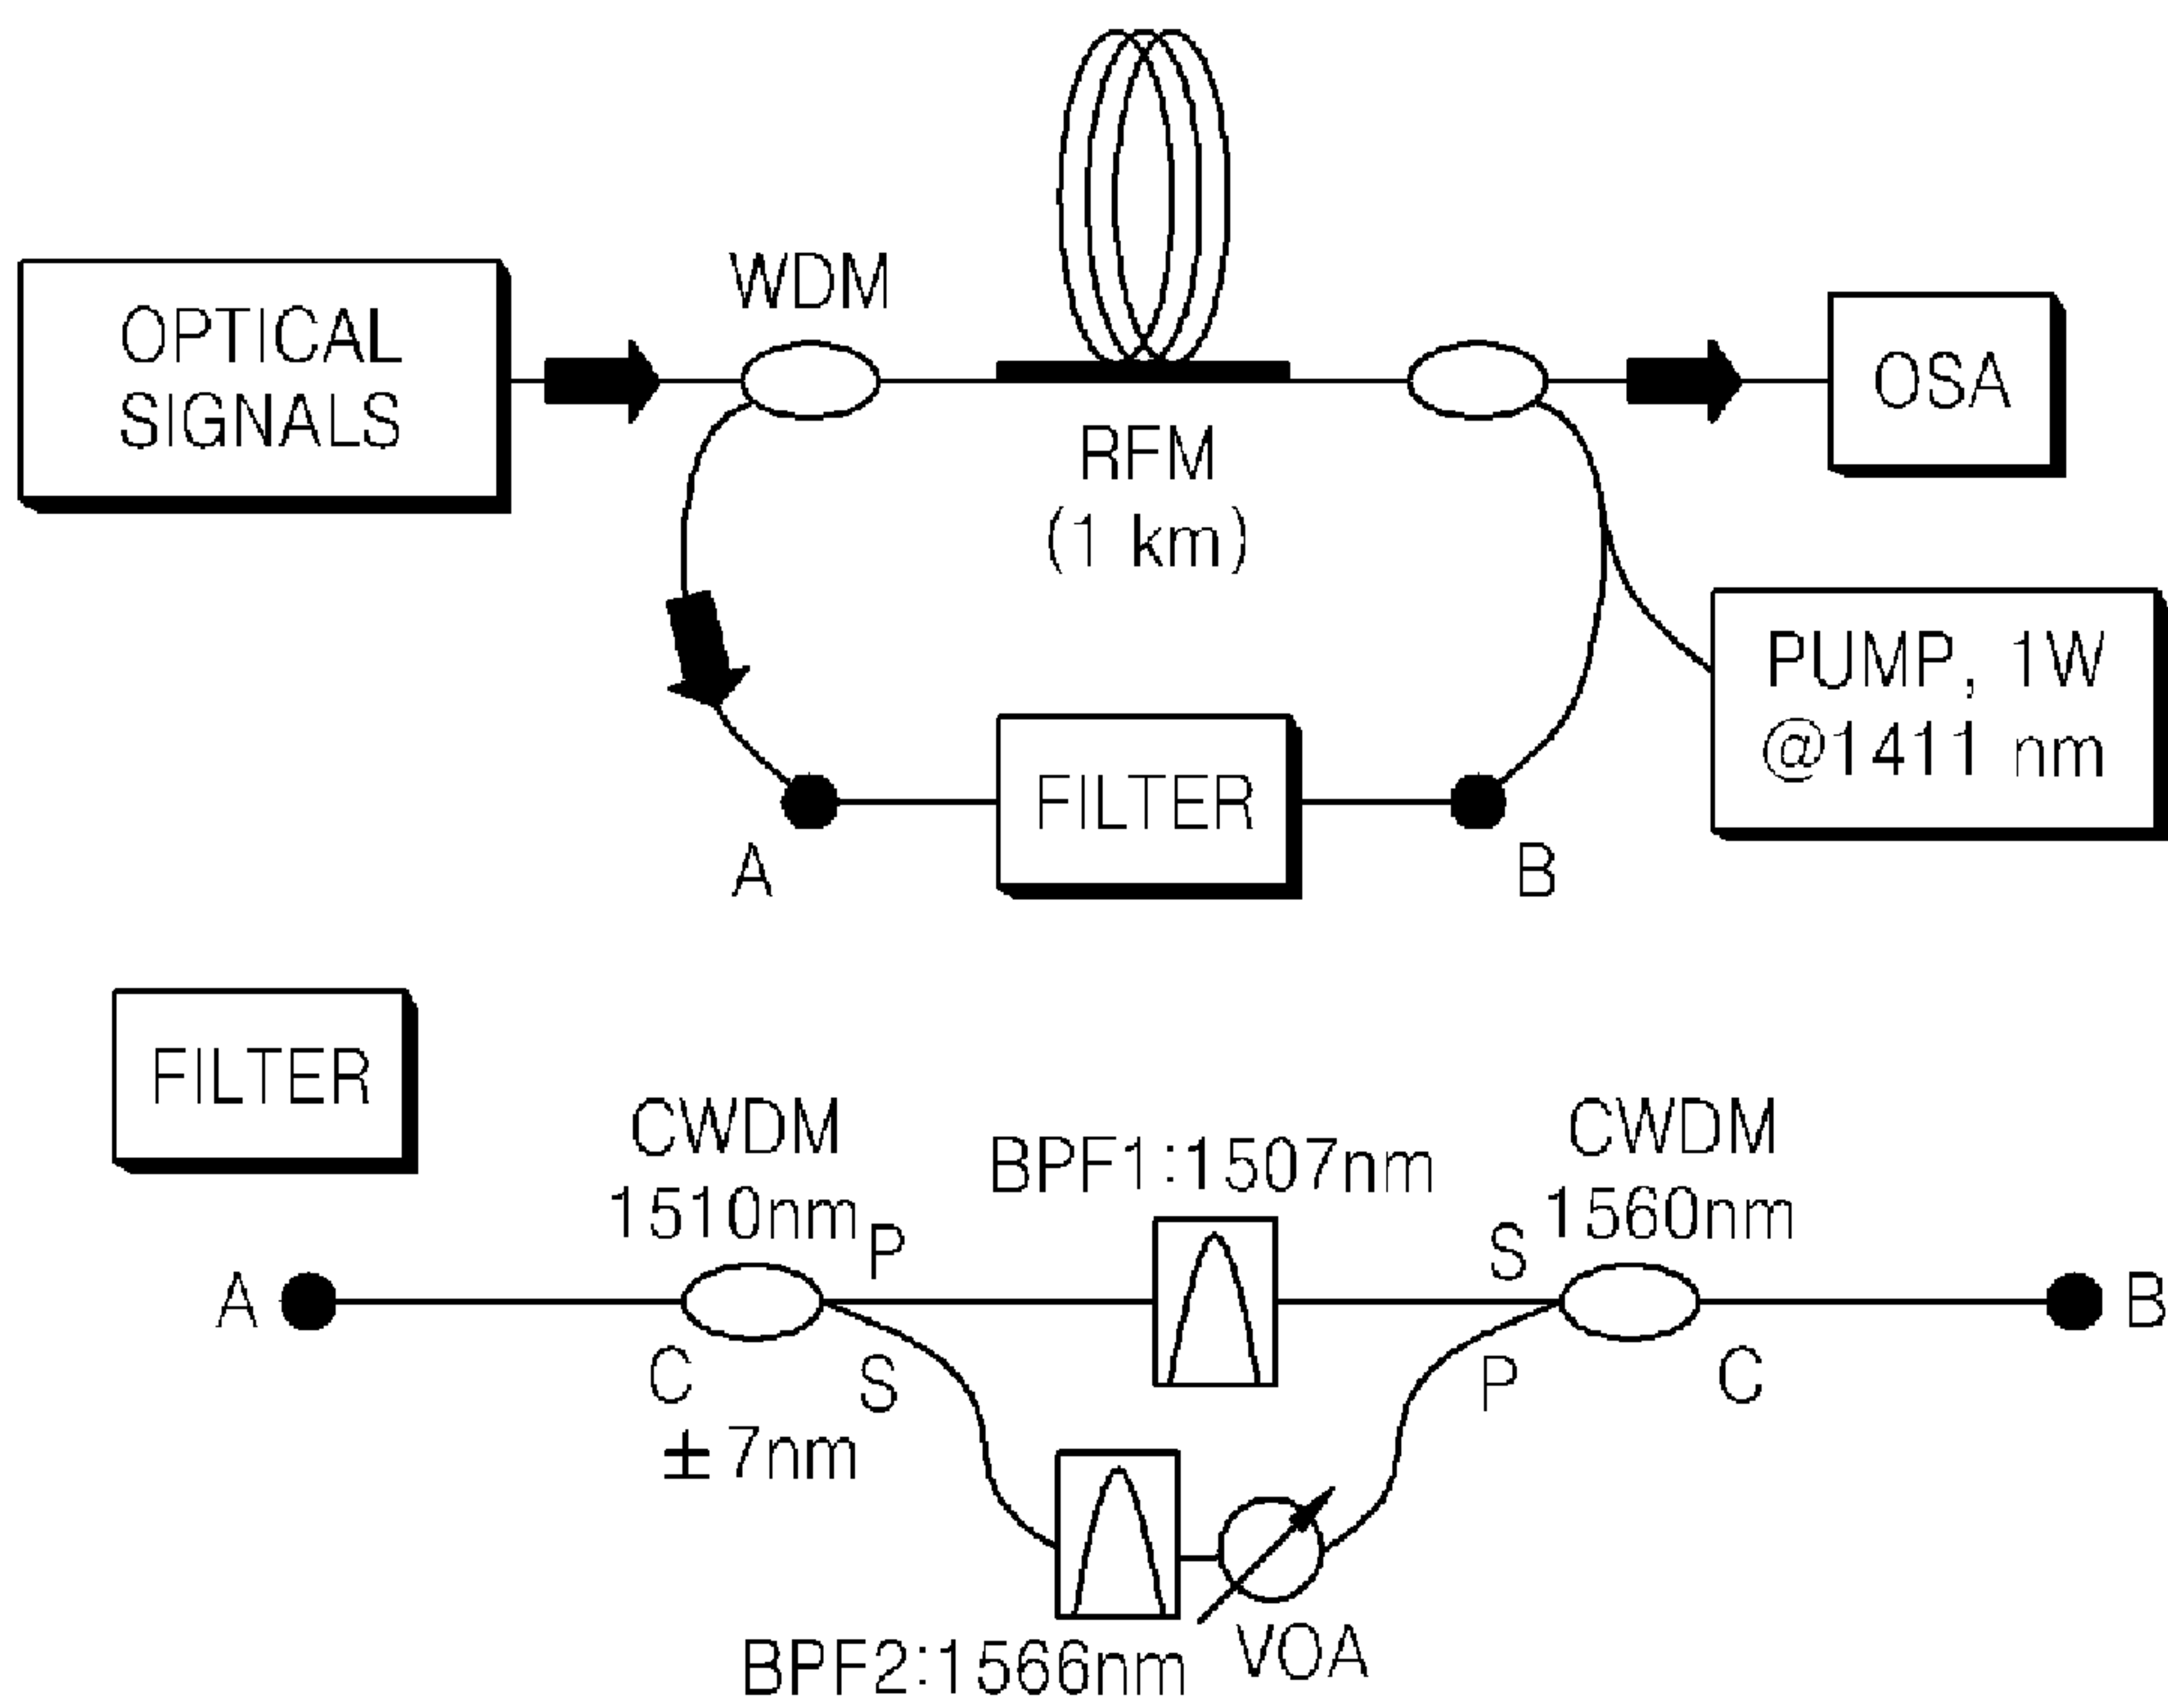 OPTICAL
SIGNALS
WDM
RFM
(1 km)
OSA
PUMP, 1W
@1411 nm
FILTER
A
B
FILTER
CWDM
1510nm
P
BPF1:1507nm
CWDM
1560nm
S
A
B
C
S
P
C
±7nm
BPF2:1566nm
VOA